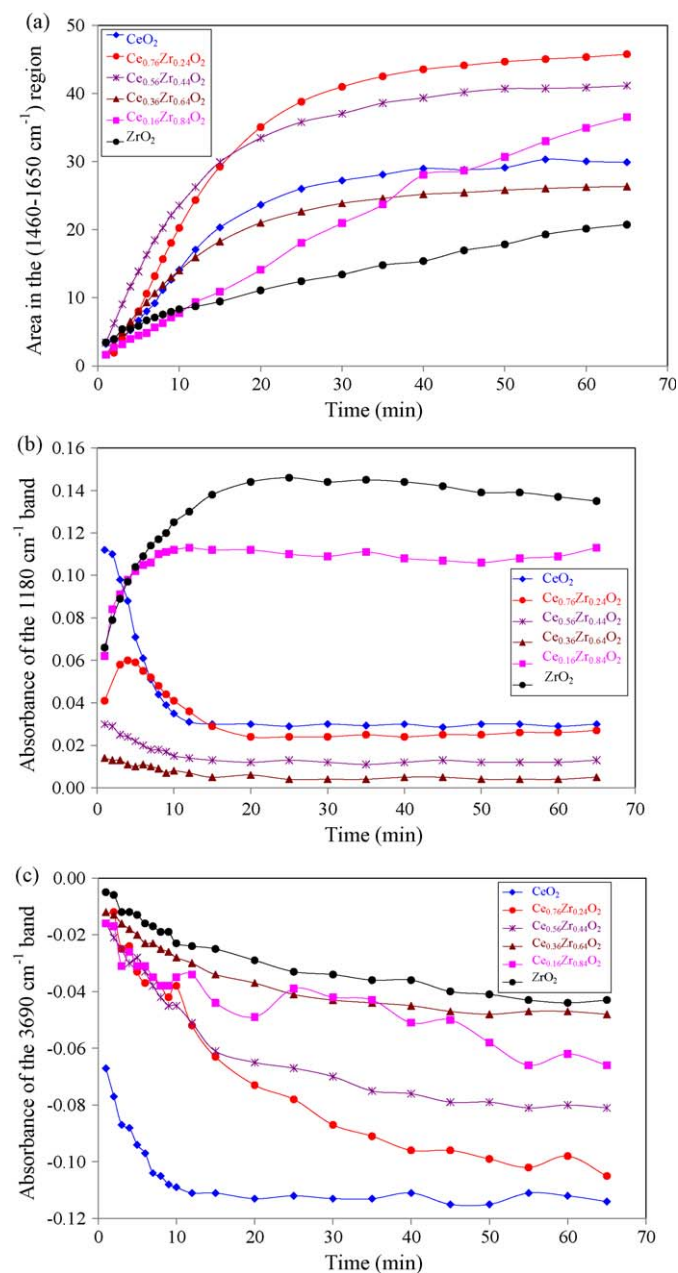 (a)
CeO₂
Ce₀.₇₆Zr₀.₂₄O₂
Ce₀.₅₆Zr₀.₄₄O₂
Ce₀.₃₆Zr₀.₆₄O₂
Ce₀.₁₆Zr₀.₈₄O₂
ZrO₂
Area in the (1460-1650 cm⁻¹) region
50
40
30
20
10
0
0 10 20 30 40 50 60 70
Time (min)
(b)
Absorbance of the 1180 cm⁻¹ band
0.16
0.14
0.12
0.10
0.08
0.06
0.04
0.02
0.00
CeO₂
Ce₀.₇₆Zr₀.₂₄O₂
Ce₀.₅₆Zr₀.₄₄O₂
Ce₀.₃₆Zr₀.₆₄O₂
Ce₀.₁₆Zr₀.₈₄O₂
ZrO₂
0 10 20 30 40 50 60 70
Time (min)
(c)
Absorbance of the 3690 cm⁻¹ band
0.00
-0.02
-0.04
-0.06
-0.08
-0.10
-0.12
CeO₂
Ce₀.₇₆Zr₀.₂₄O₂
Ce₀.₅₆Zr₀.₄₄O₂
Ce₀.₃₆Zr₀.₆₄O₂
Ce₀.₁₆Zr₀.₈₄O₂
ZrO₂
0 10 20 30 40 50 60 70
Time (min)